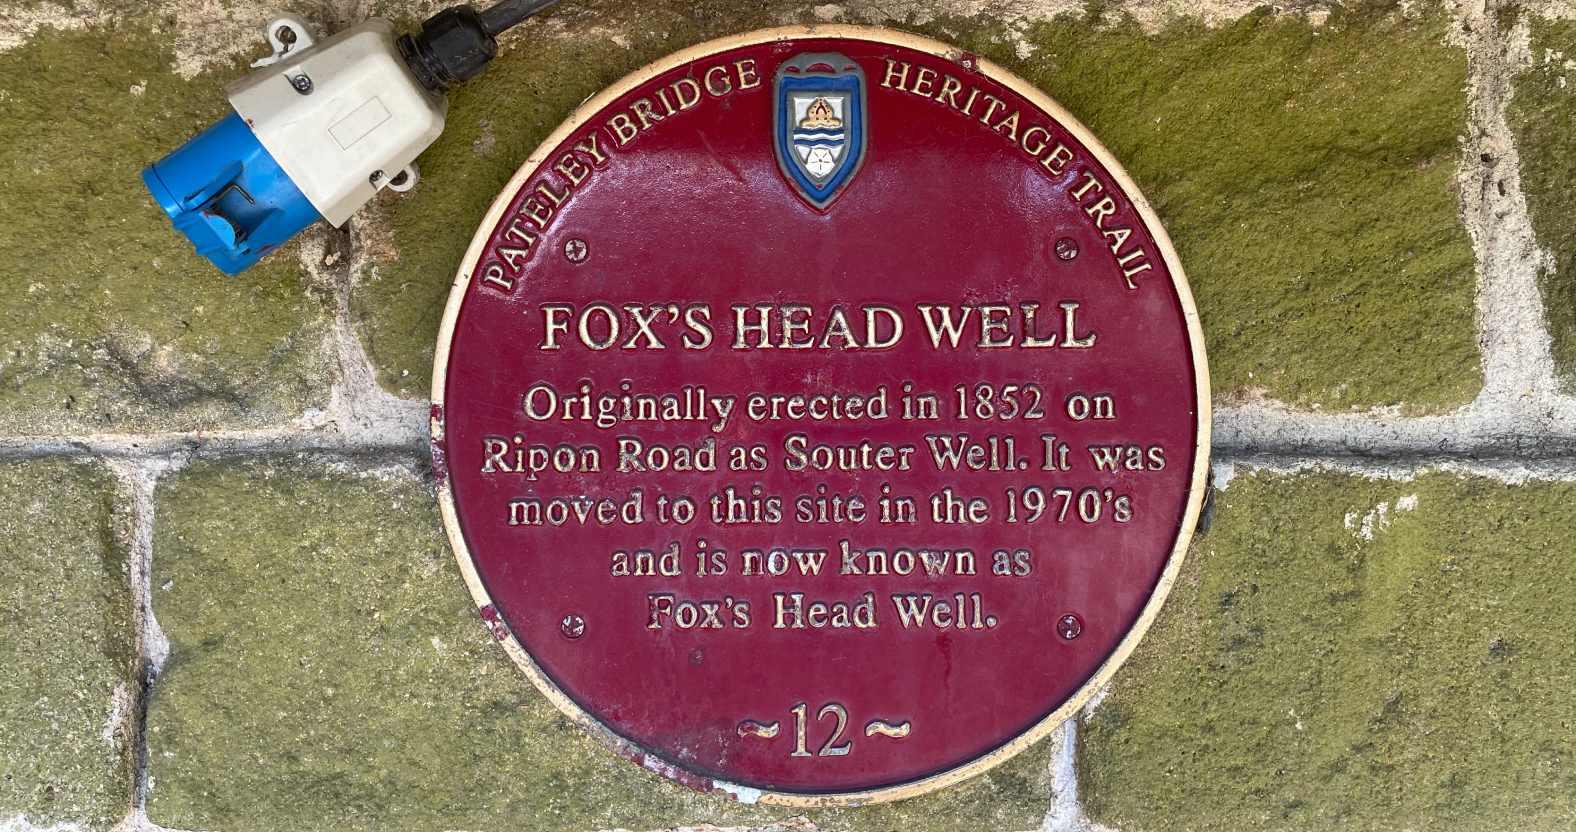 PATELEY BRIDGE HERITAGE TRAIL
FOX'S HEAD WELL
Originally erected in 1852 on
Ripon Road as Souter Well. It was
moved to this site in the 1970's
and is now known as
Fox's Head Well.
~12~